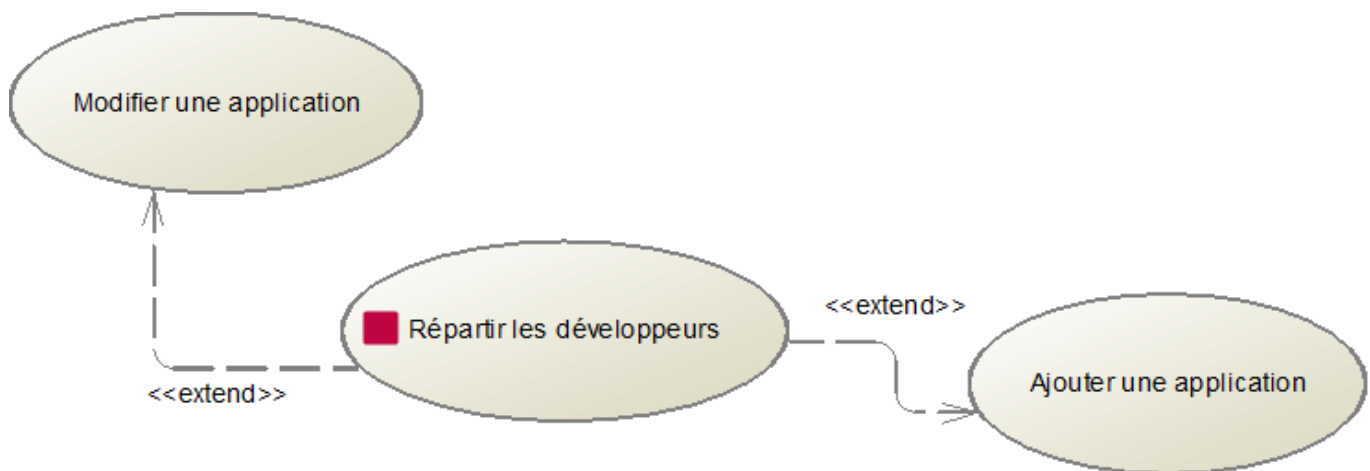 Modifier une application
<<extend>>
Répartir les développeurs
<<extend>>
Ajouter une application